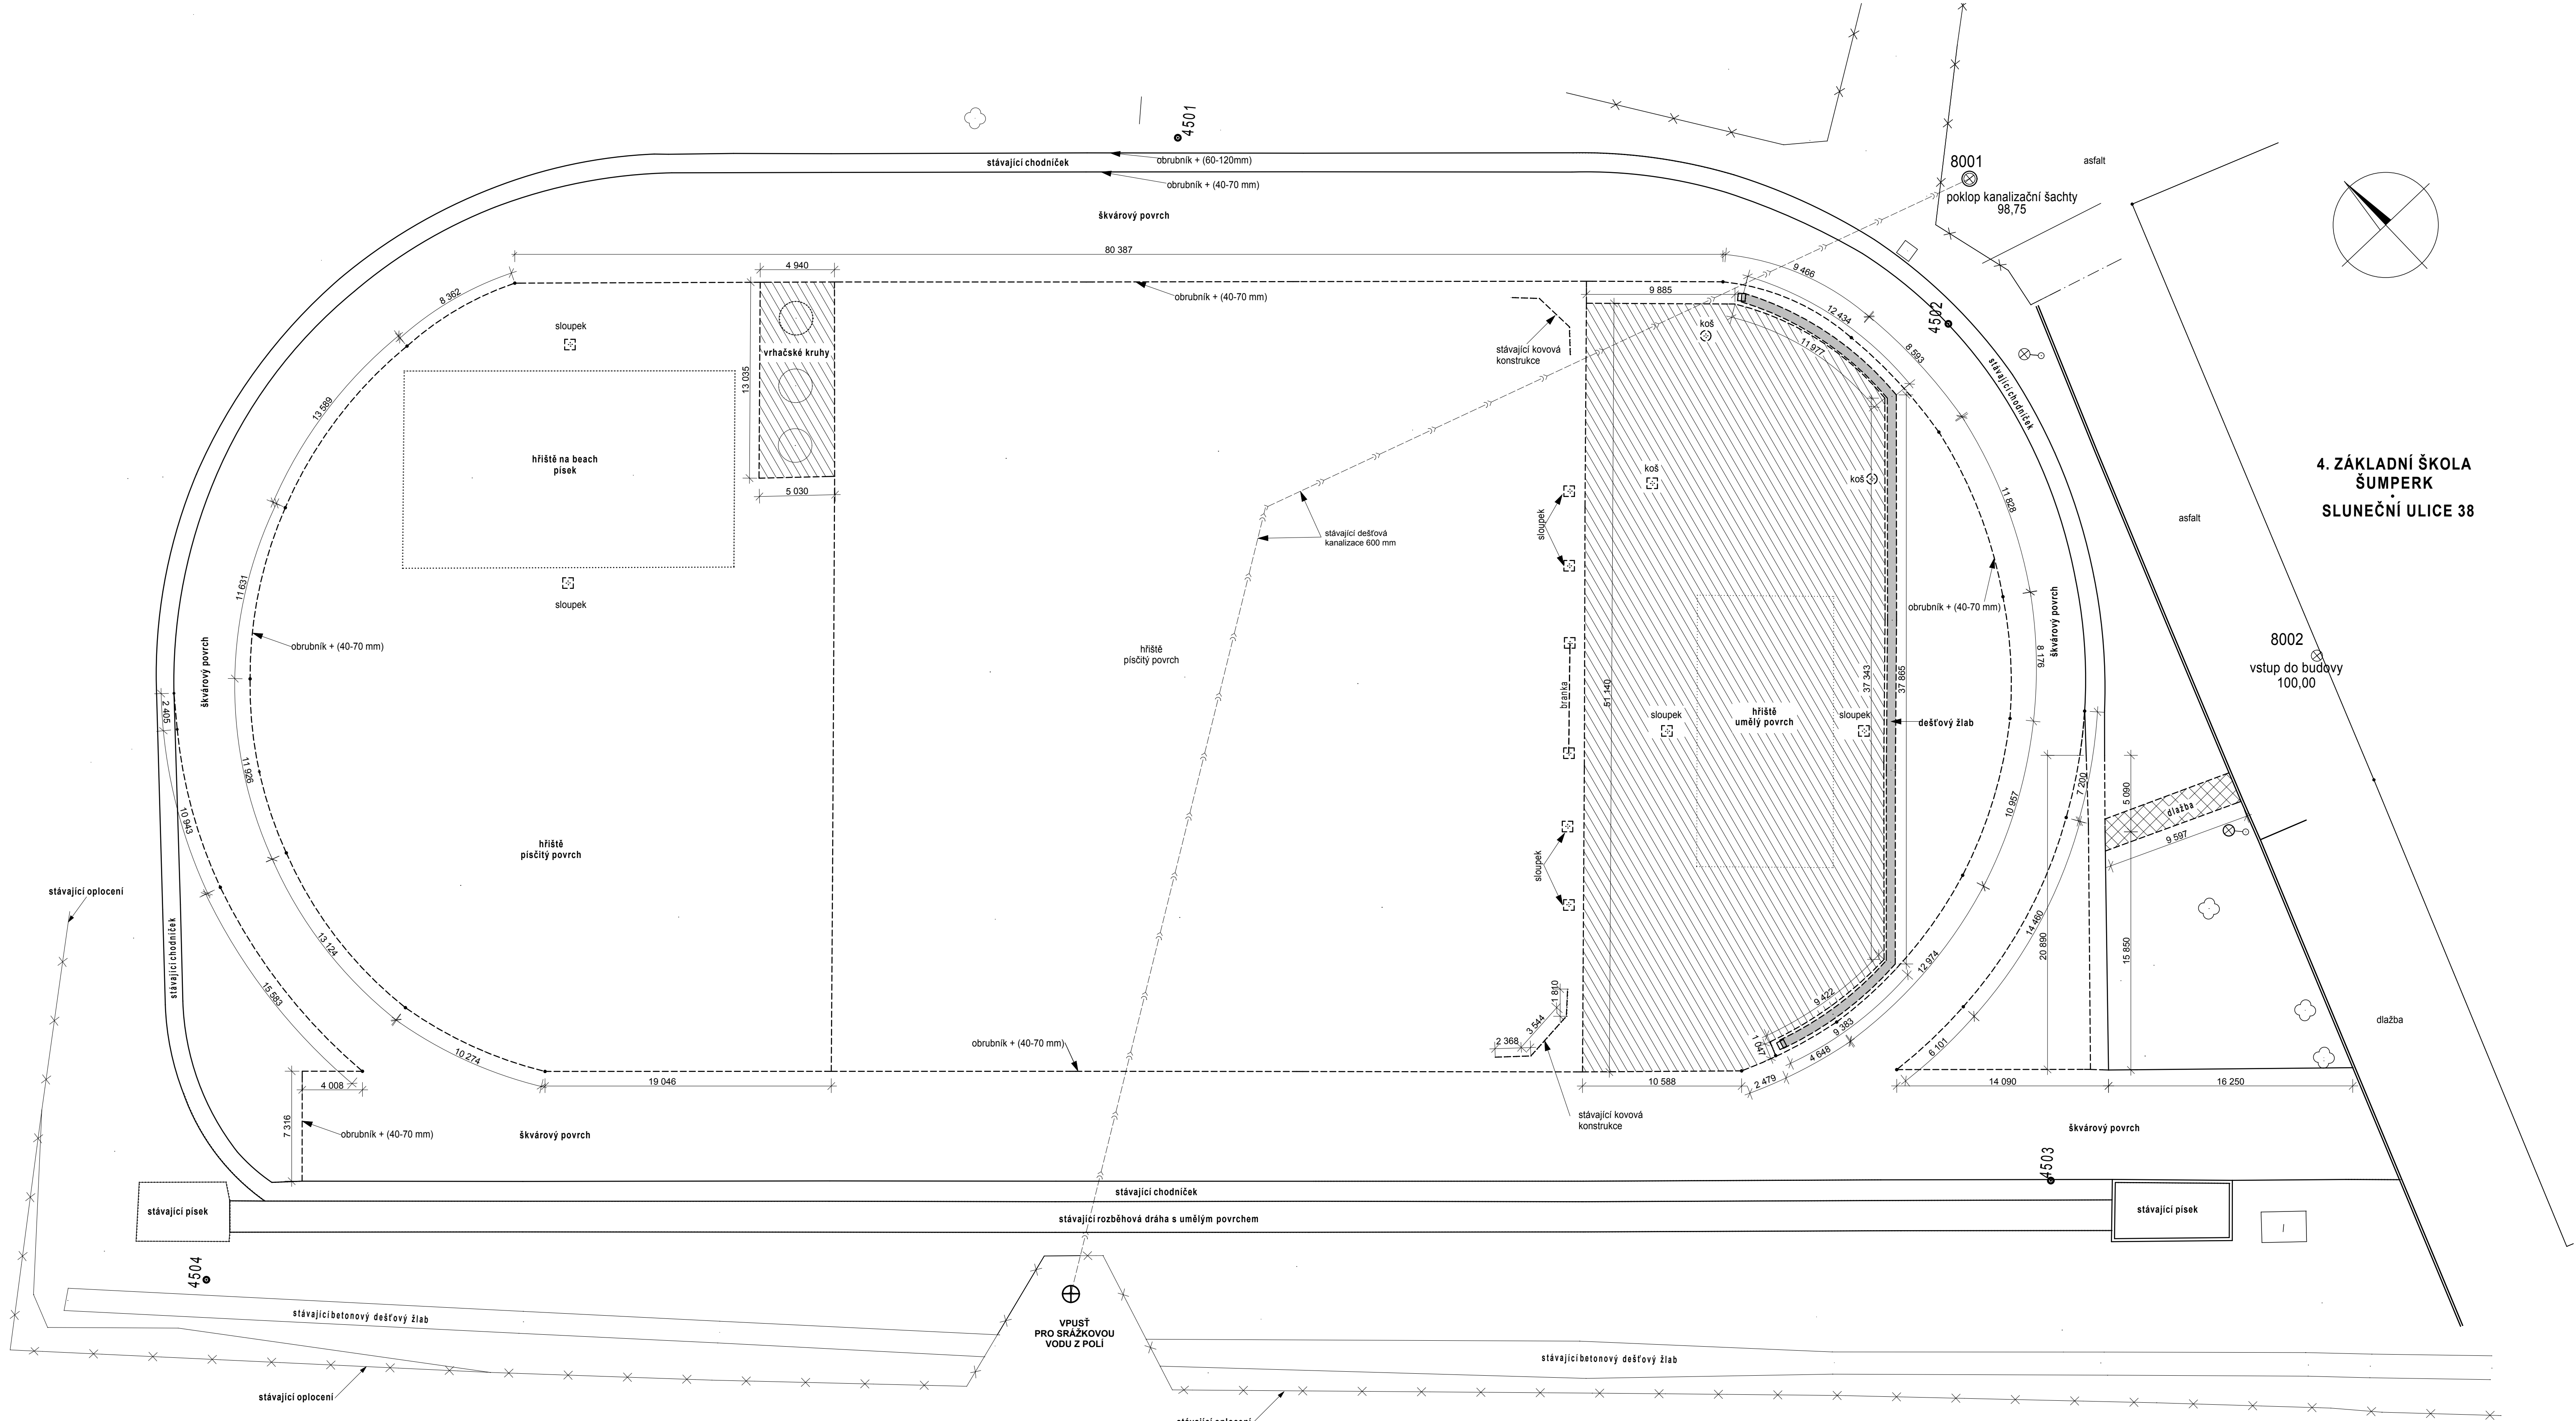 4501
stávající chodníček
obrubník + (60-120mm)
obrubník + (40-70 mm)
8001
poklop kanalizační šachty
98,75
asfalt
škvárový povrch
80 387
4 940
8 362
9 466
9 885
obrubník + (40-70 mm)
12 434
4502
sloupek
koš
stávající kovová
konstrukce
11 977
8 593
vrhačské kruhy
13 035
stávající chodníček
13 589
hřiště na beach
písek
koš
koš
4. ZÁKLADNÍ ŠKOLA
ŠUMPERK
•
SLUNEČNÍ ULICE 38
5 030
11 828
asfalt
sloupek
stávající dešťová
kanalizace 600 mm
11 631
sloupek
obrubník + (40-70 mm)
škvárový povrch
8 176
8002
vstup do budovy
100,00
obrubník + (40-70 mm)
škvárový povrch
hřiště
písčitý povrch
branka
51 140
37 343
37 865
2 405
sloupek
hřiště
umělý povrch
sloupek
dešťový žlab
11 926
10 943
7 200
5 090
dlažba
9 597
10 957
hřiště
písčitý povrch
sloupek
stávající oplocení
stávající chodníček
13 124
14 460
20 890
15 850
12 974
15 583
1 810
9 422
dlažba
3 544
2 368
obrubník + (40-70 mm)
9 383
1 047
4 648
6 101
10 274
4 008
19 046
10 588
2 479
14 090
16 250
7 316
obrubník + (40-70 mm)
škvárový povrch
stávající kovová
konstrukce
škvárový povrch
4503
stávající chodníček
stávající písek
stávající rozběhová dráha s umělým povrchem
stávající písek
4504
stávající betonový dešťový žlab
VPUSŤ
PRO SRÁŽKOVOU
VODU Z POLÍ
stávající betonový dešťový žlab
stávající oplocení
stávající oplocení